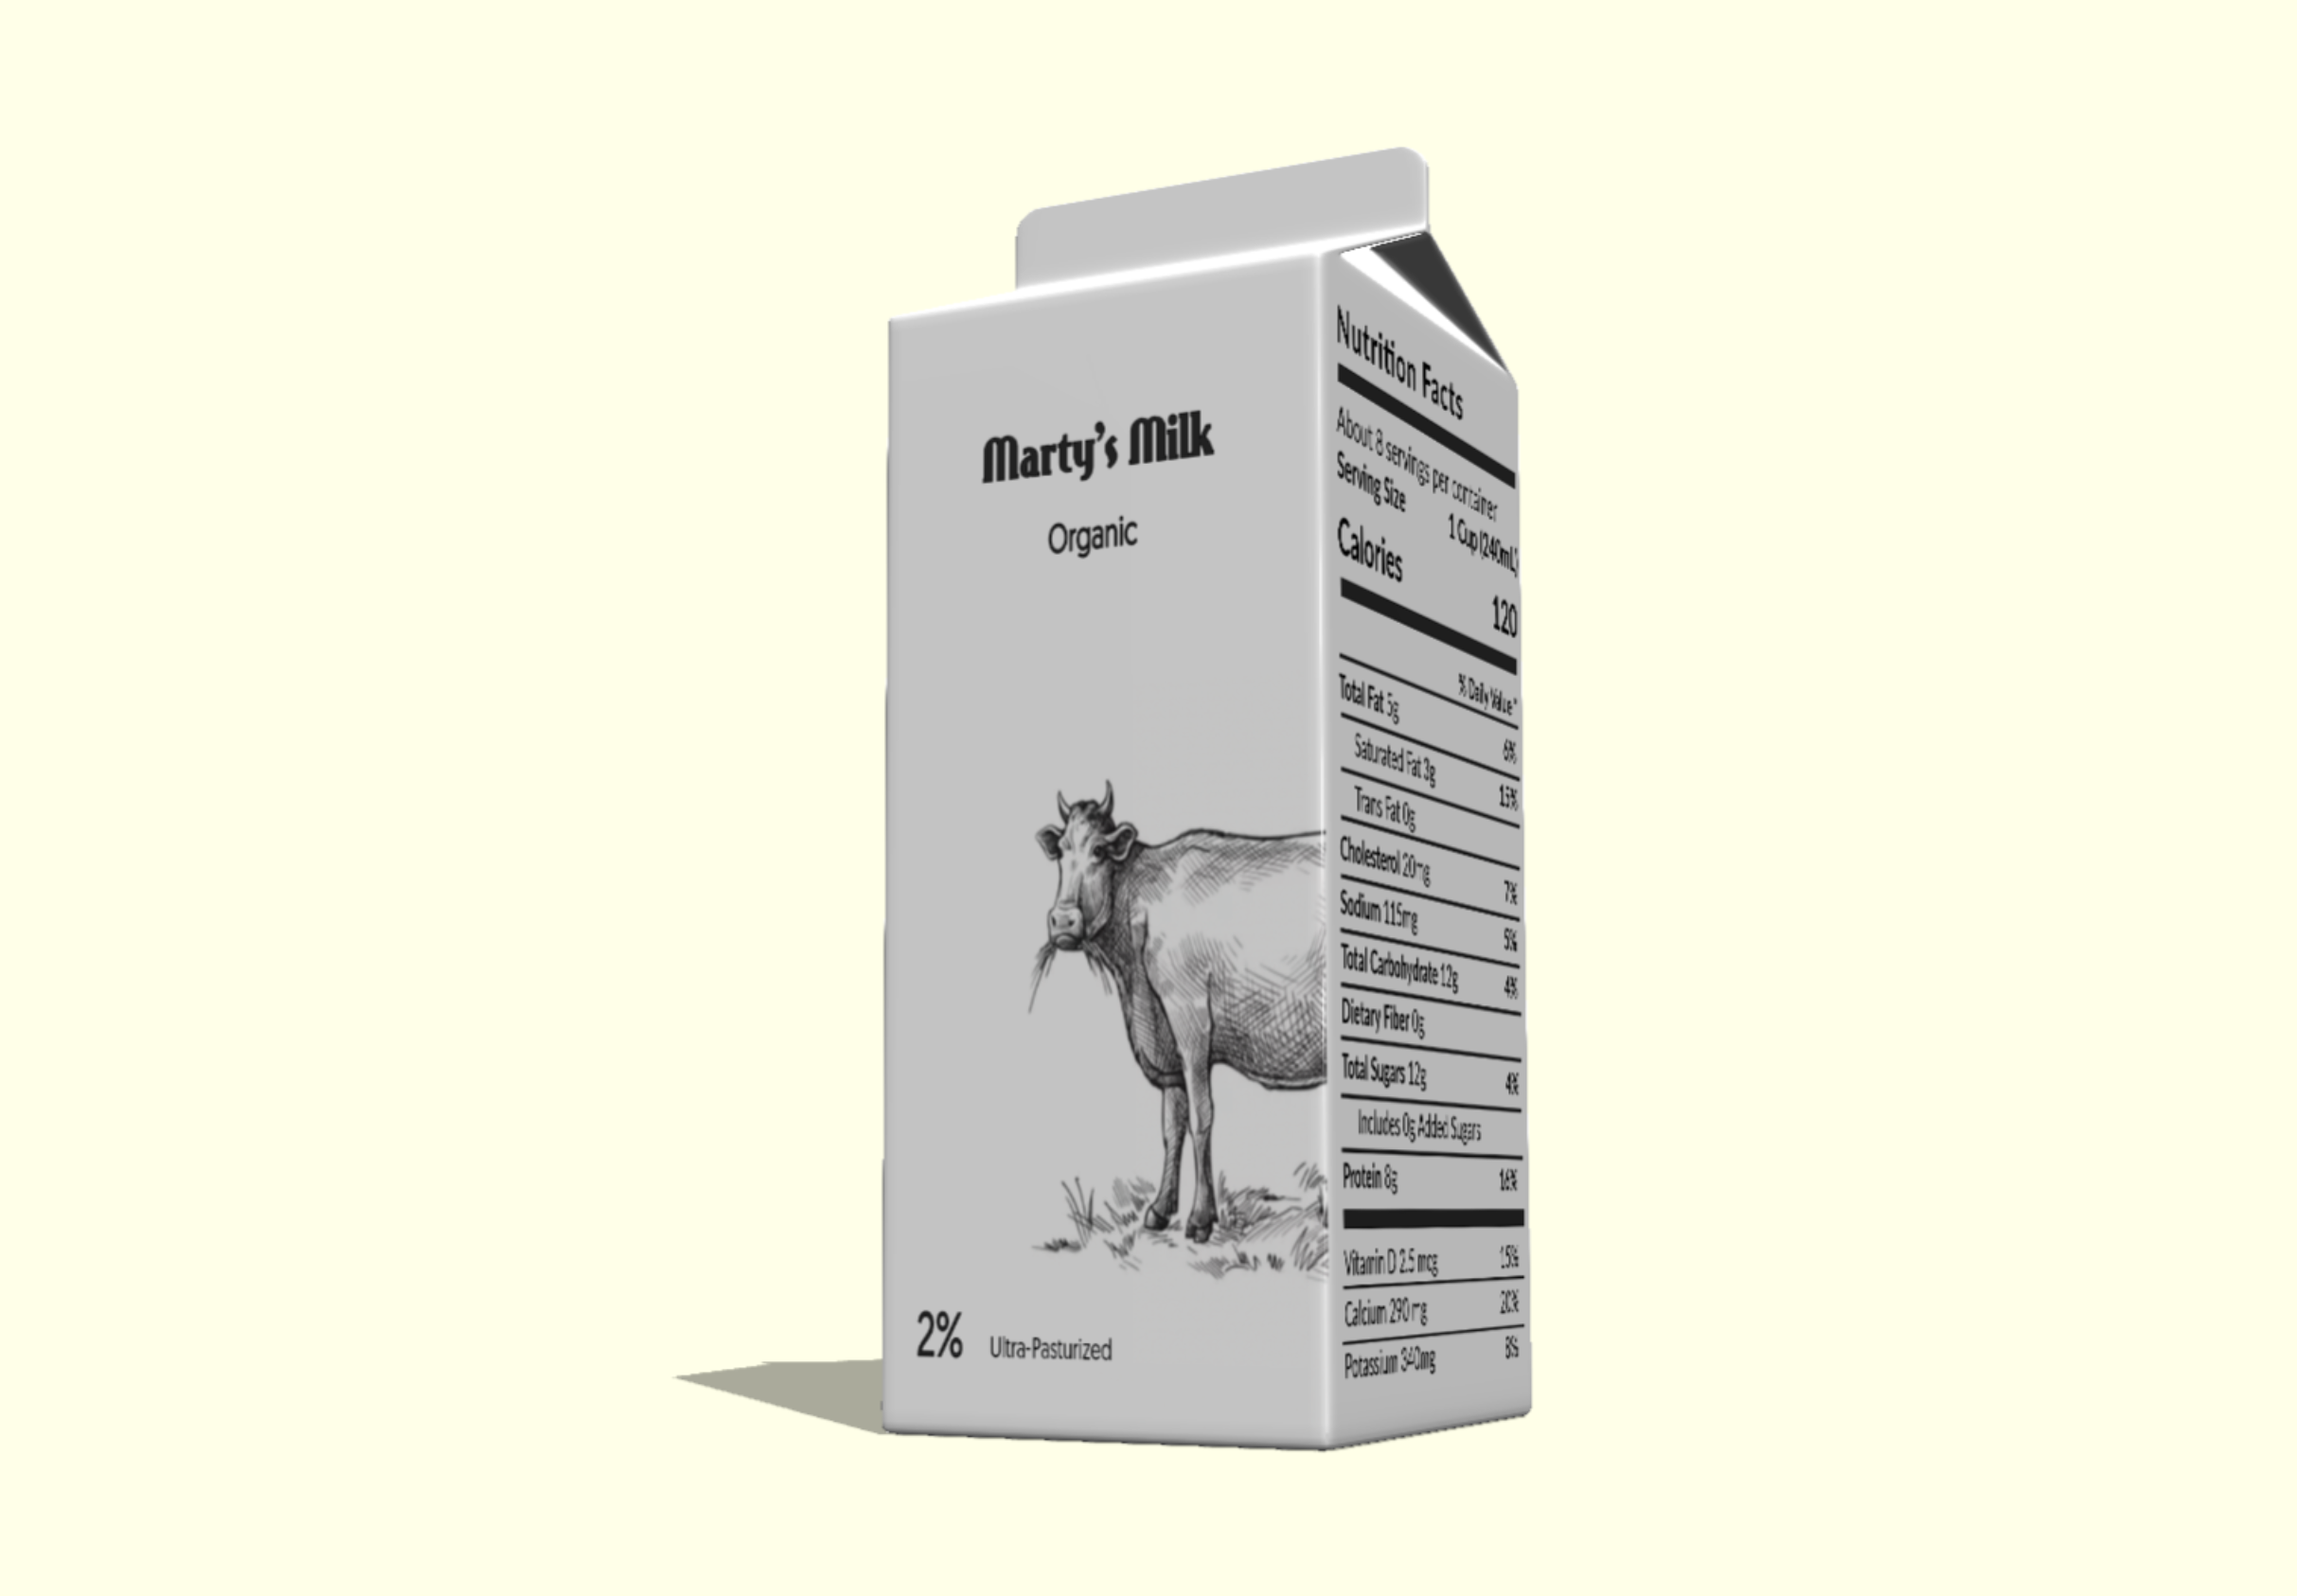 Marty's Milk
Organic
2% Ultra-Pasturized
Nutrition Facts
About 8 servings per container
Serving Size 1 Cup (240mL)
Calories 120
% Daily Value*
Total Fat 5g 6%
Saturated Fat 3g 15%
Trans Fat 0g
Cholesterol 20mg 7%
Sodium 115mg 5%
Total Carbohydrate 12g 4%
Dietary Fiber 0g
Total Sugars 12g 4%
Includes 0g Added Sugars
Protein 8g 16%
Vitamin D 2.5 mcg 15%
Calcium 290 mg 20%
Potassium 340mg 8%